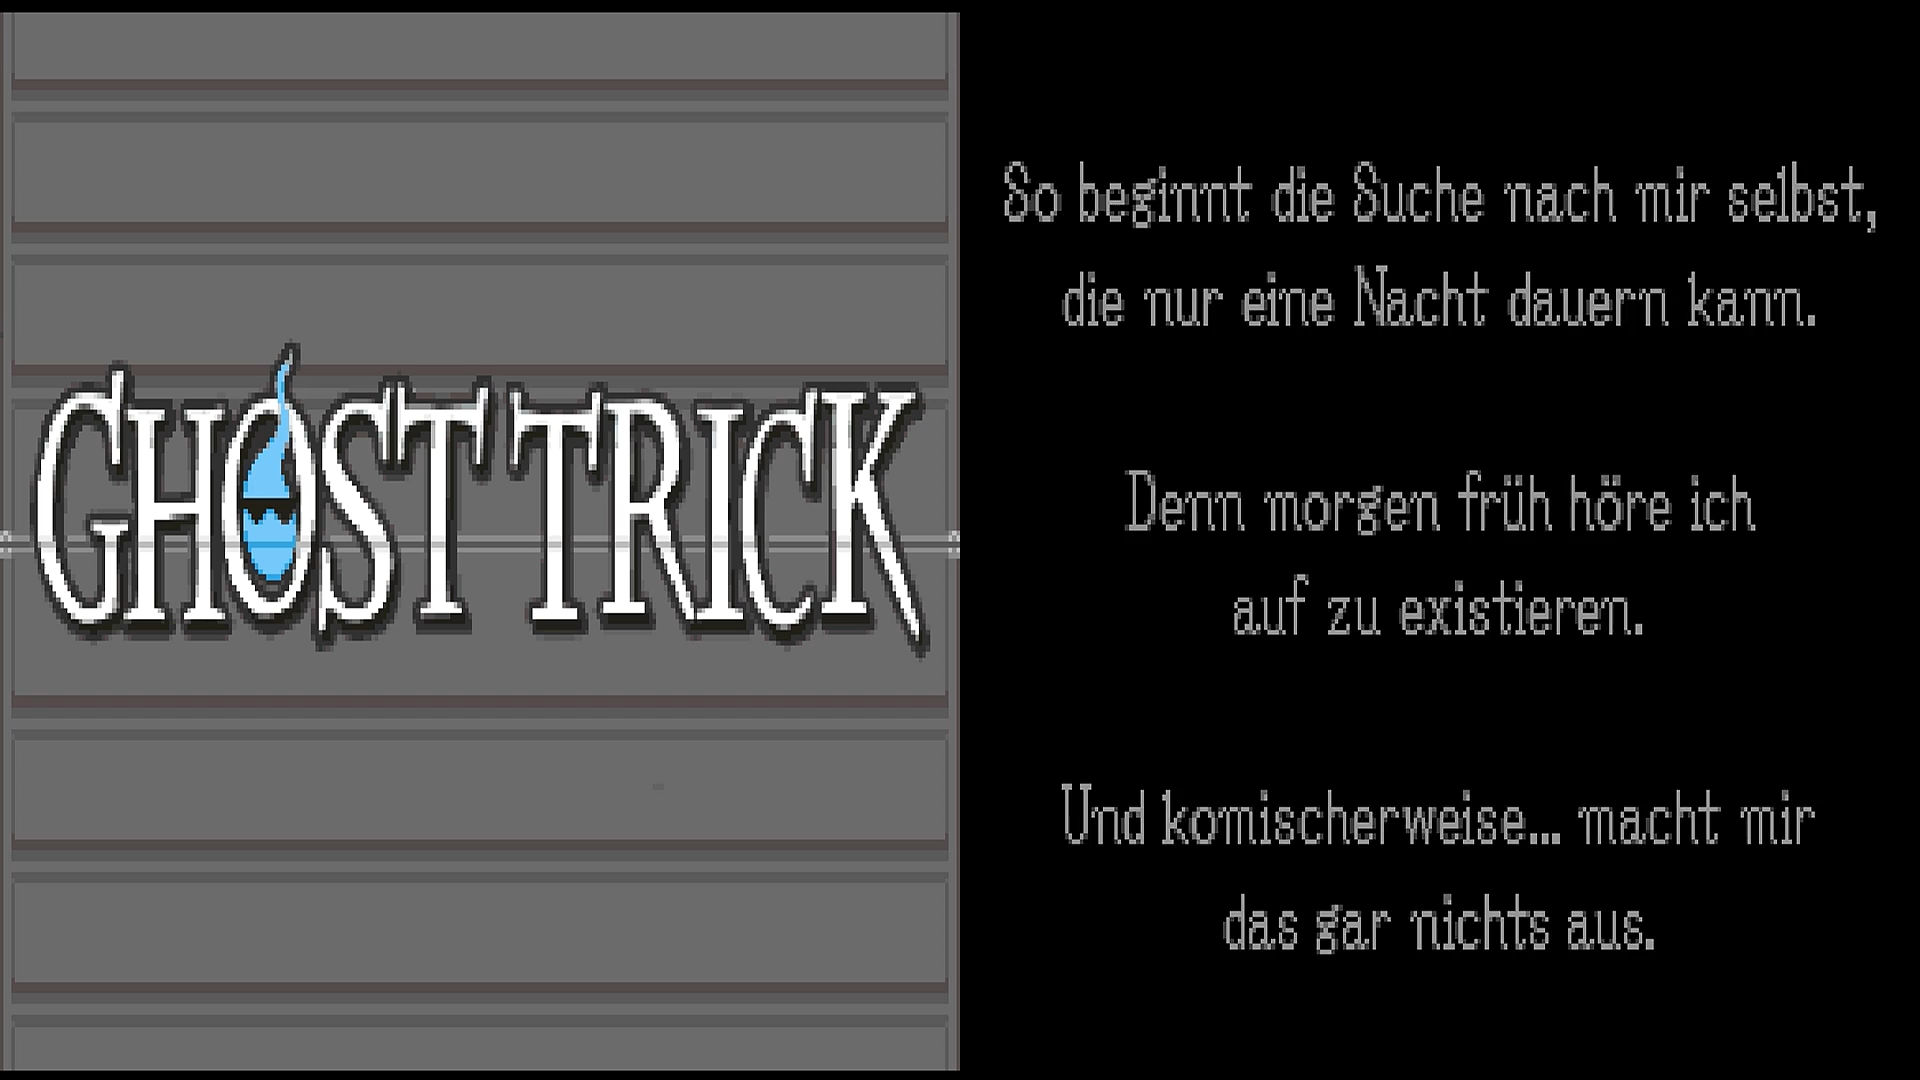 GHOST TRICK
So beginnt die Suche nach mir selbst,
die nur eine Nacht dauern kann.
Denn morgen früh höre ich
auf zu existieren.
Und komischerweise... macht mir
das gar nichts aus.